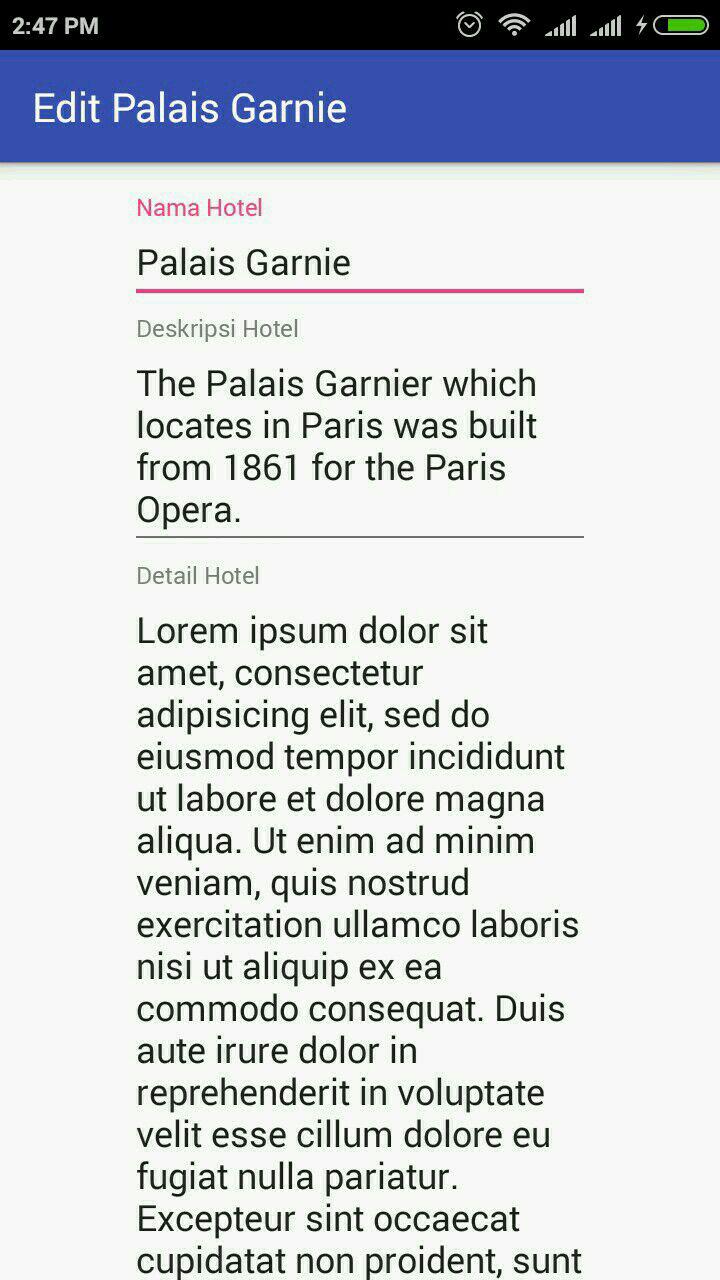 2:47 PM
Edit Palais Garnie
Nama Hotel
Palais Garnie
Deskripsi Hotel
The Palais Garnier which
locates in Paris was built
from 1861 for the Paris
Opera.
Detail Hotel
Lorem ipsum dolor sit
amet, consectetur
adipisicing elit, sed do
eiusmod tempor incididunt
ut labore et dolore magna
aliqua. Ut enim ad minim
veniam, quis nostrud
exercitation ullamco laboris
nisi ut aliquip ex ea
commodo consequat. Duis
aute irure dolor in
reprehenderit in voluptate
velit esse cillum dolore eu
fugiat nulla pariatur.
Excepteur sint occaecat
cupidatat non proident, sunt